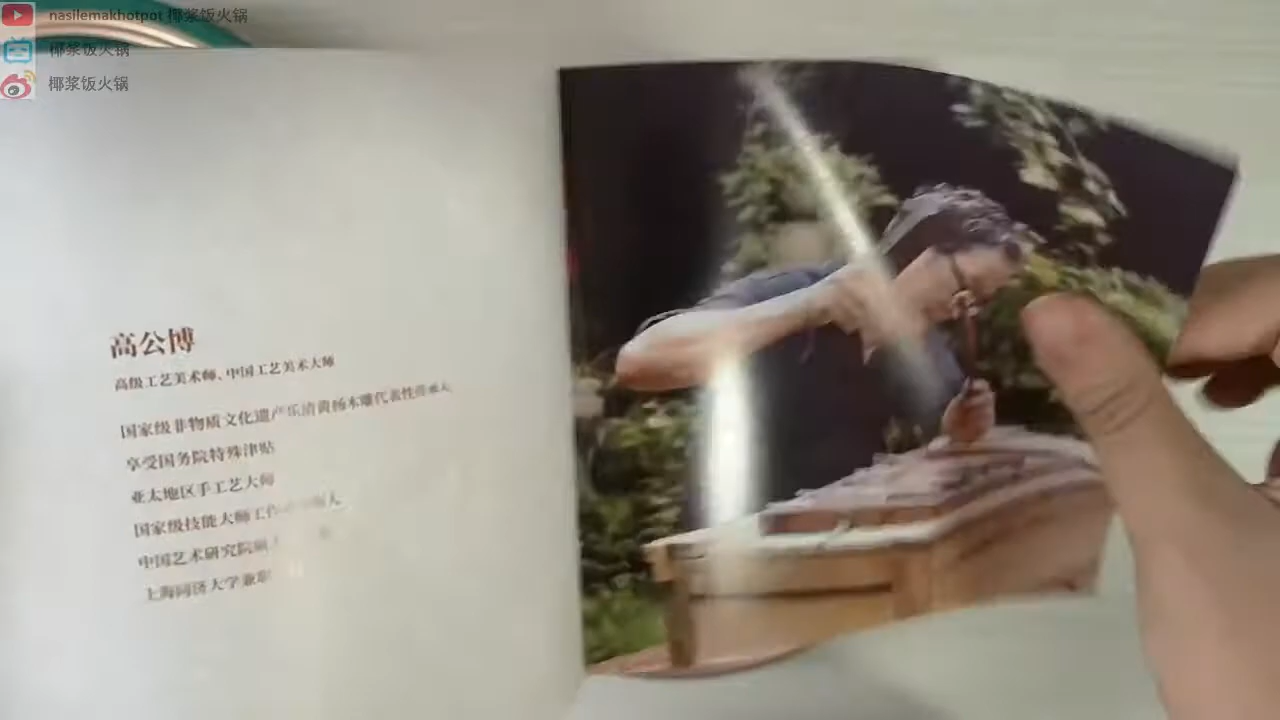 nasilemakhotpot 椰浆饭火锅
椰浆饭火锅
椰浆饭火锅
高公博
高级工艺美术师、中国工艺美术大师
国家级非物质文化遗产乐清黄杨木雕代表性传承人
享受国务院特殊津贴
亚太地区手工艺大师
国家级技能大师工作
中国艺术研究院
上海同济大学兼职